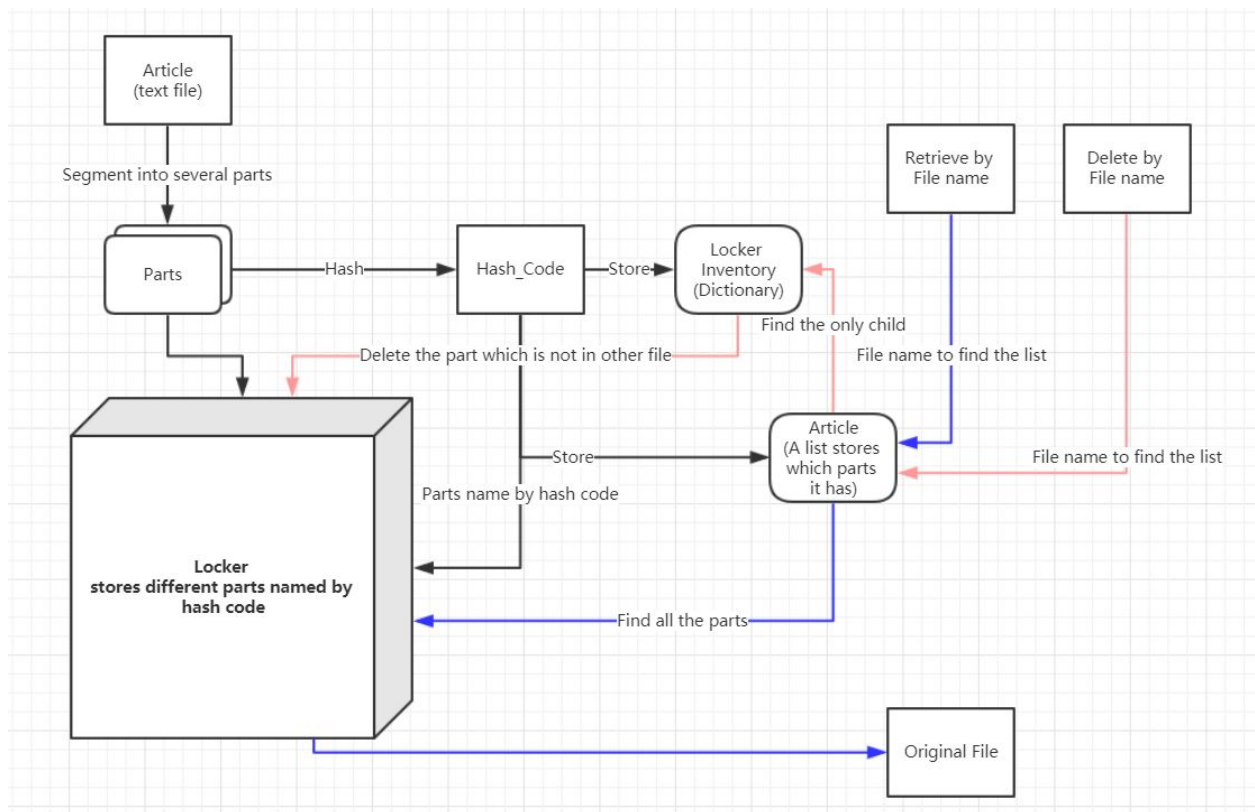 Article
(text file)
Segment into several parts
Parts
Hash
Hash_Code
Store
Locker
Inventory
(Dictionary)
Retrieve by
File name
Delete by
File name
Find the only child
Delete the part which is not in other file
File name to find the list
Article
(A list stores
which parts
it has)
File name to find the list
Store
Parts name by hash code
Locker
stores different parts named by
hash code
Find all the parts
Original File